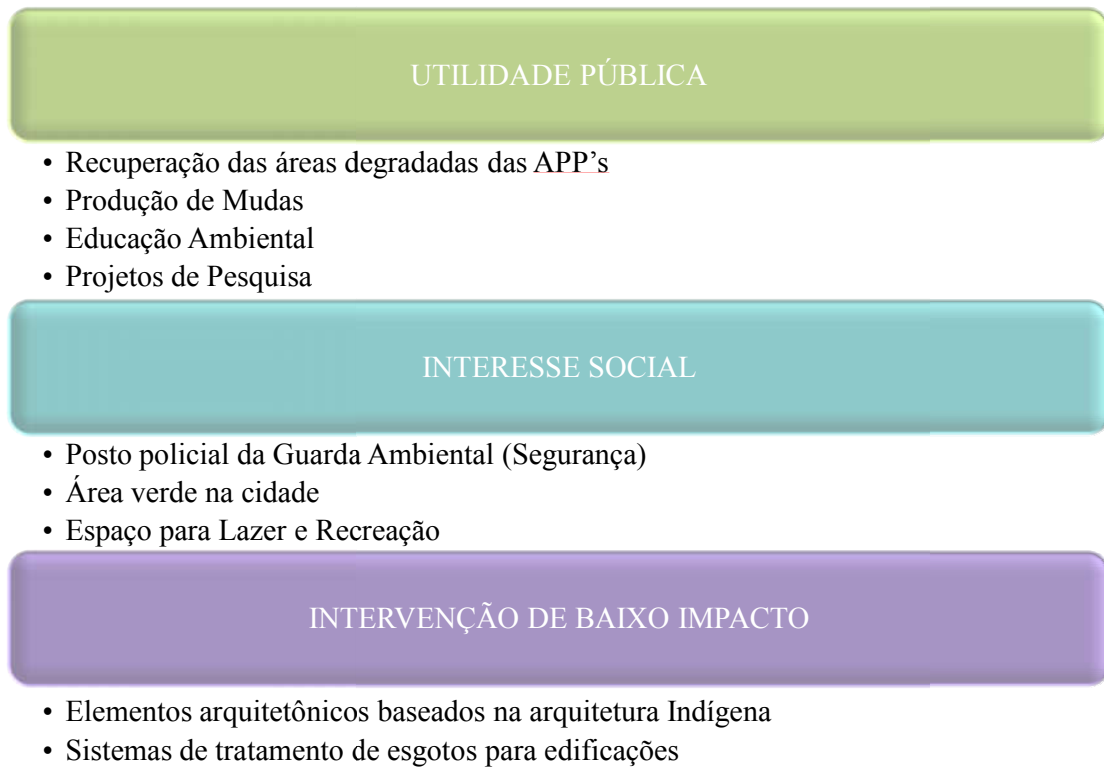 UTILIDADE PÚBLICA
• Recuperação das áreas degradadas das APP’s
• Produção de Mudas
• Educação Ambiental
• Projetos de Pesquisa
INTERESSE SOCIAL
• Posto policial da Guarda Ambiental (Segurança)
• Área verde na cidade
• Espaço para Lazer e Recreação
INTERVENÇÃO DE BAIXO IMPACTO
• Elementos arquitetônicos baseados na arquitetura Indígena
• Sistemas de tratamento de esgotos para edificações